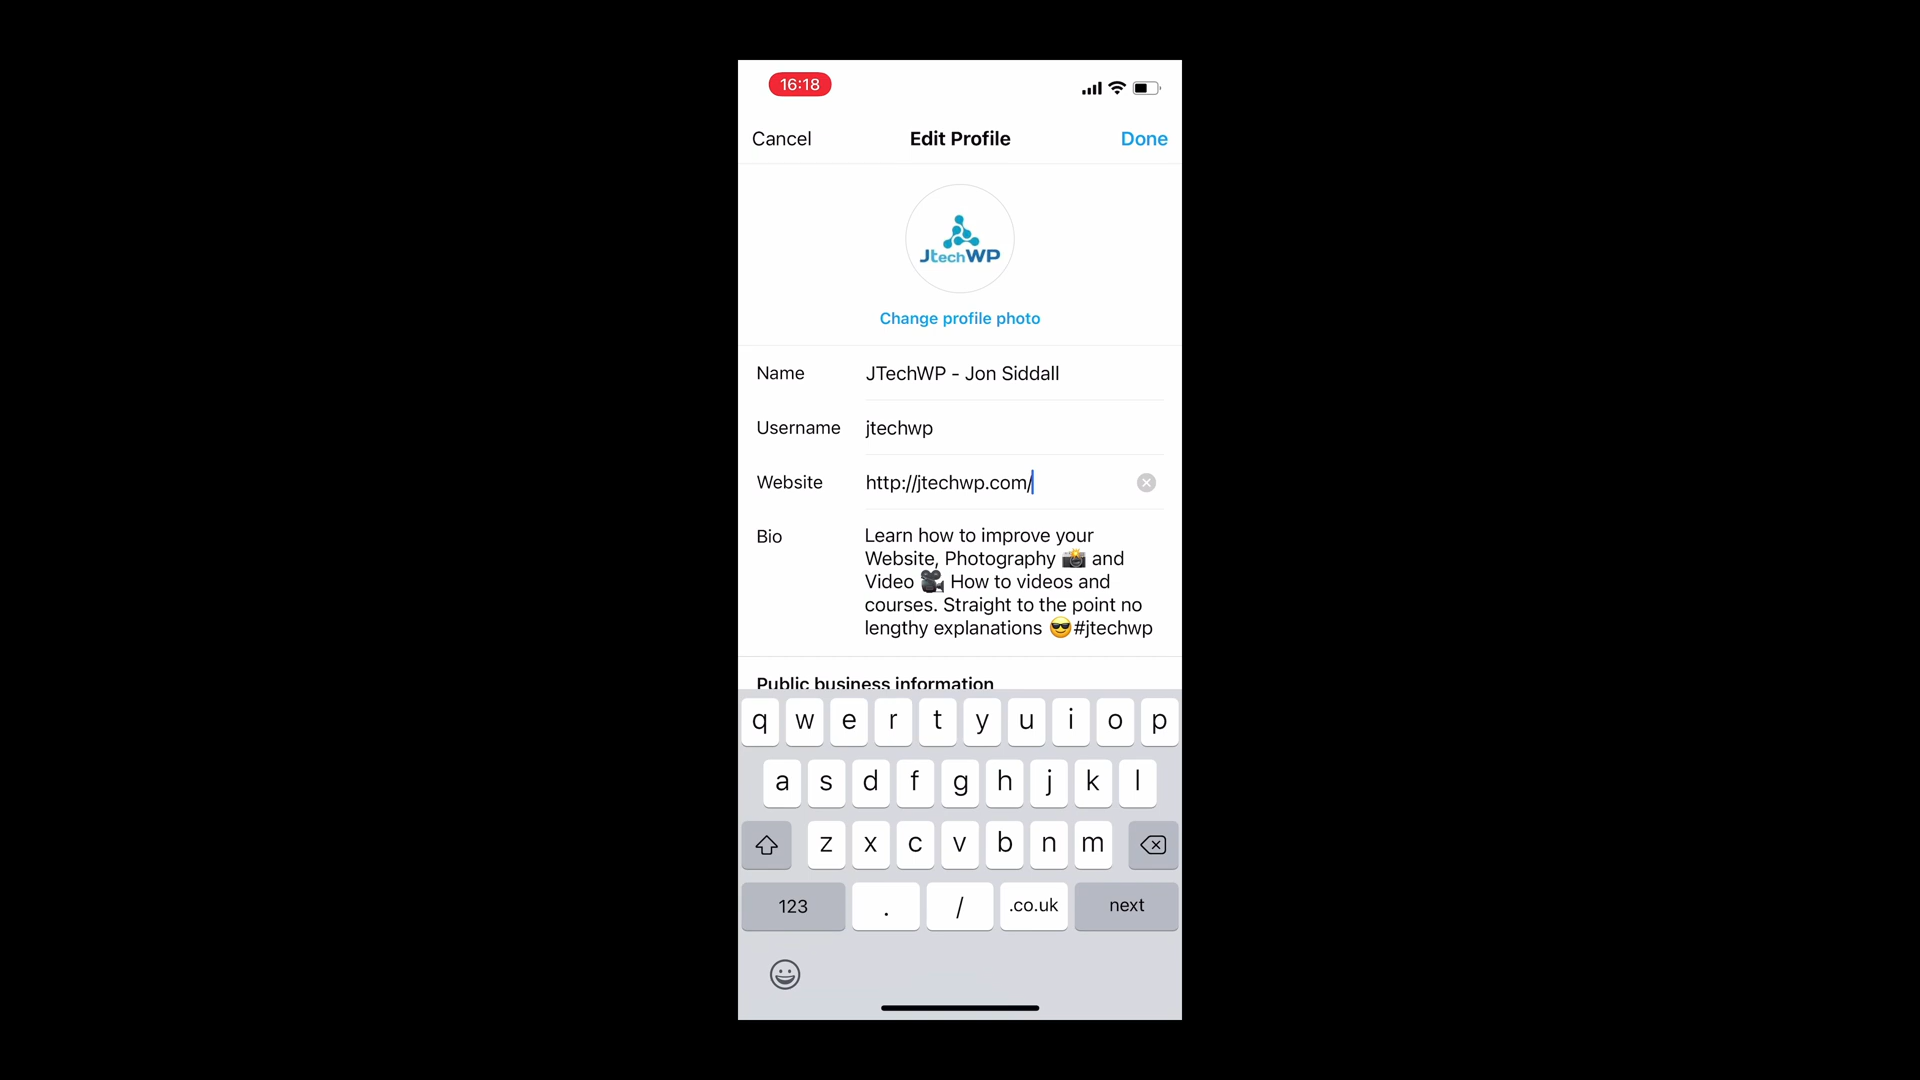 16:18
Cancel Edit Profile Done
JtechWP
Change profile photo
Name JTechWP - Jon Siddall
Username jtechwp
Website http://jtechwp.com/
Bio Learn how to improve your
Website, Photography 📸 and
Video 🎥 How to videos and
courses. Straight to the point no
lengthy explanations 😎#jtechwp
Public business information
q w e r t y u i o p
a s d f g h j k l
z x c v b n m
123 . / .co.uk next